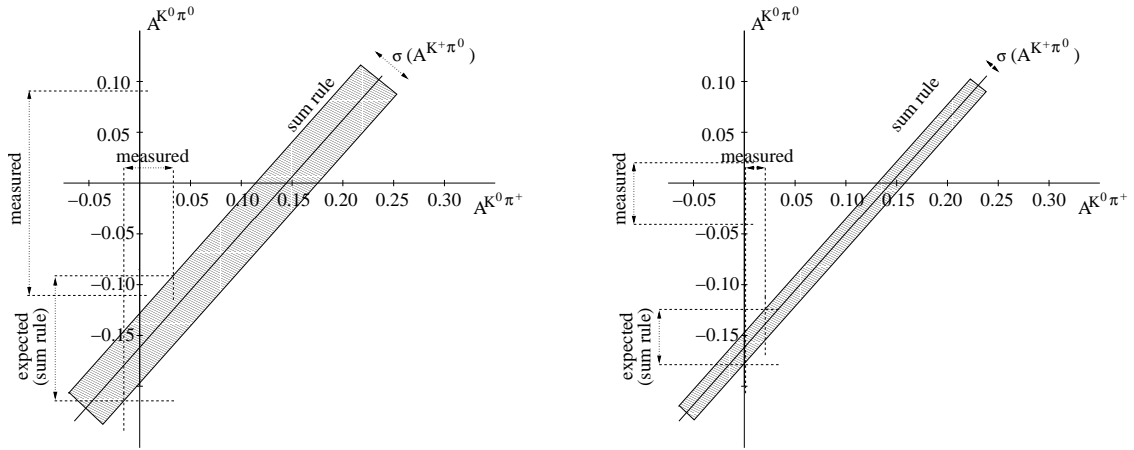 A^{K^0π^0}
σ (A^{K^+π^0})
0.10
sum rule
0.05
measured
measured
−0.05
0.05
0.10
0.15
0.20
0.25
0.30
A^{K^0π^+}
−0.05
−0.10
−0.15
expected
(sum rule)
A^{K^0π^0}
σ (A^{K^+π^0})
0.10
sum rule
0.05
measured
measured
−0.05
0.05
0.10
0.15
0.20
0.25
0.30
A^{K^0π^+}
−0.05
−0.10
−0.15
expected
(sum rule)